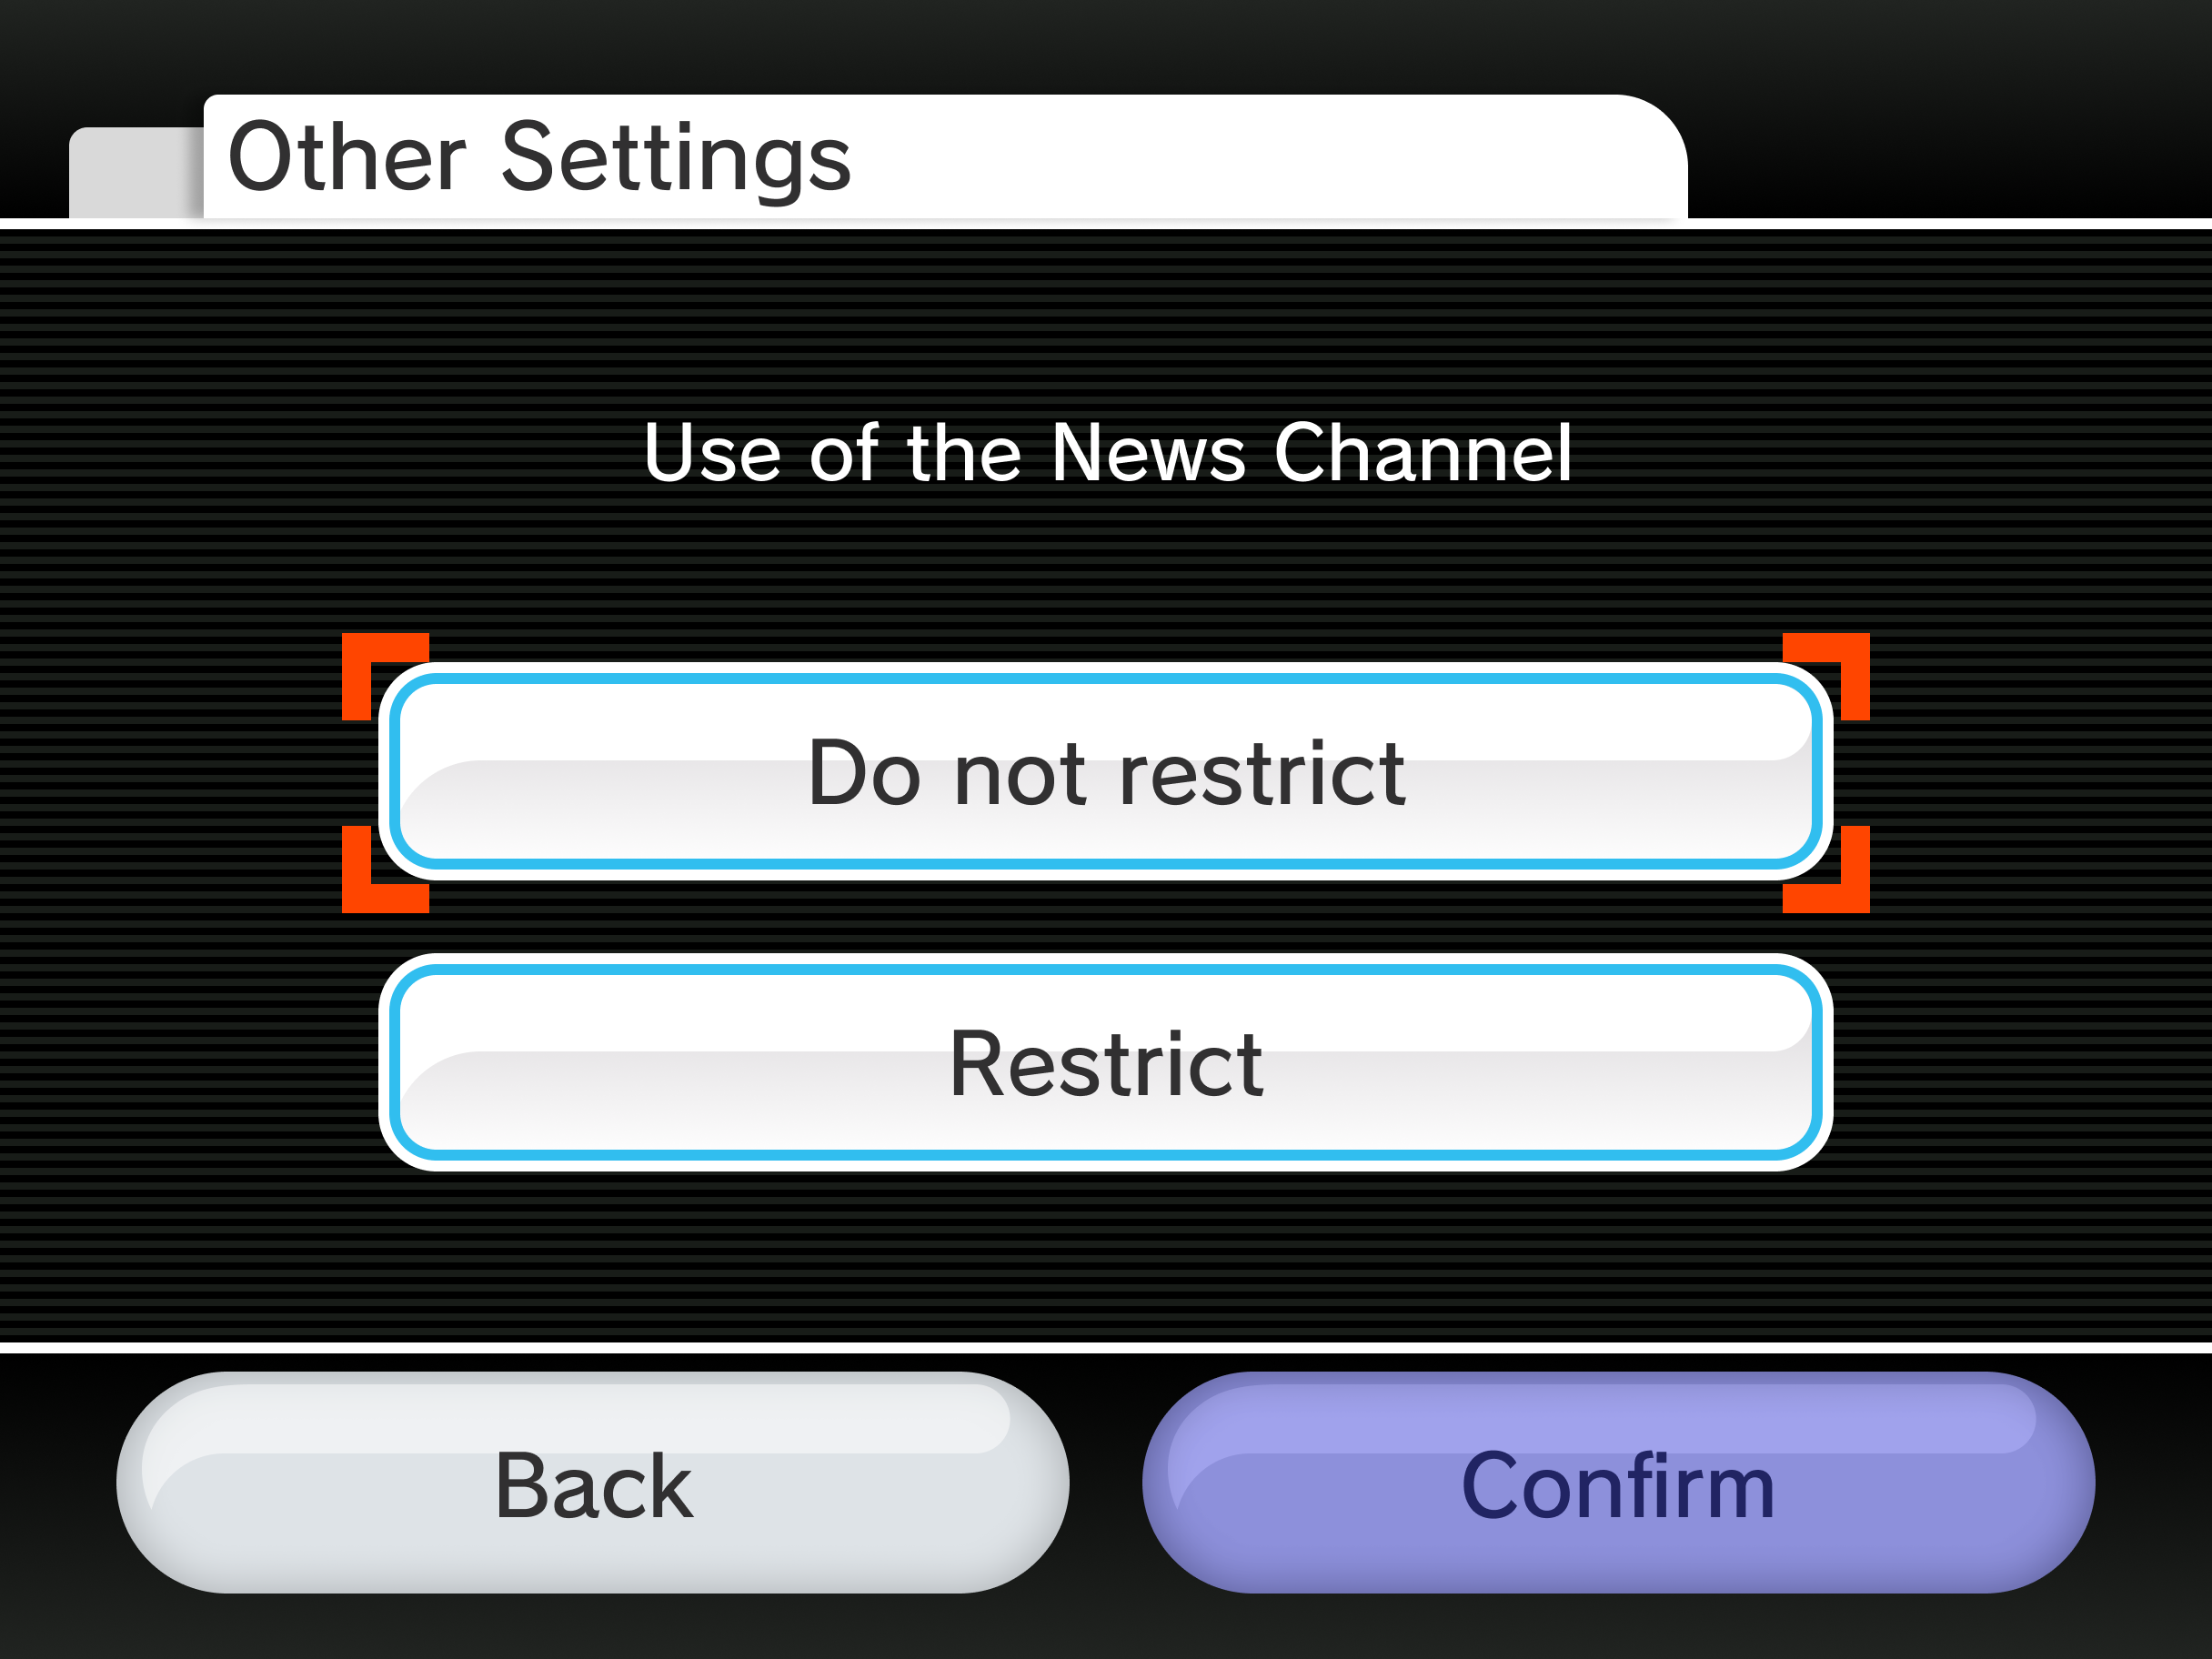 Other Settings
Use of the News Channel
Do not restrict
Restrict
Back
Confirm